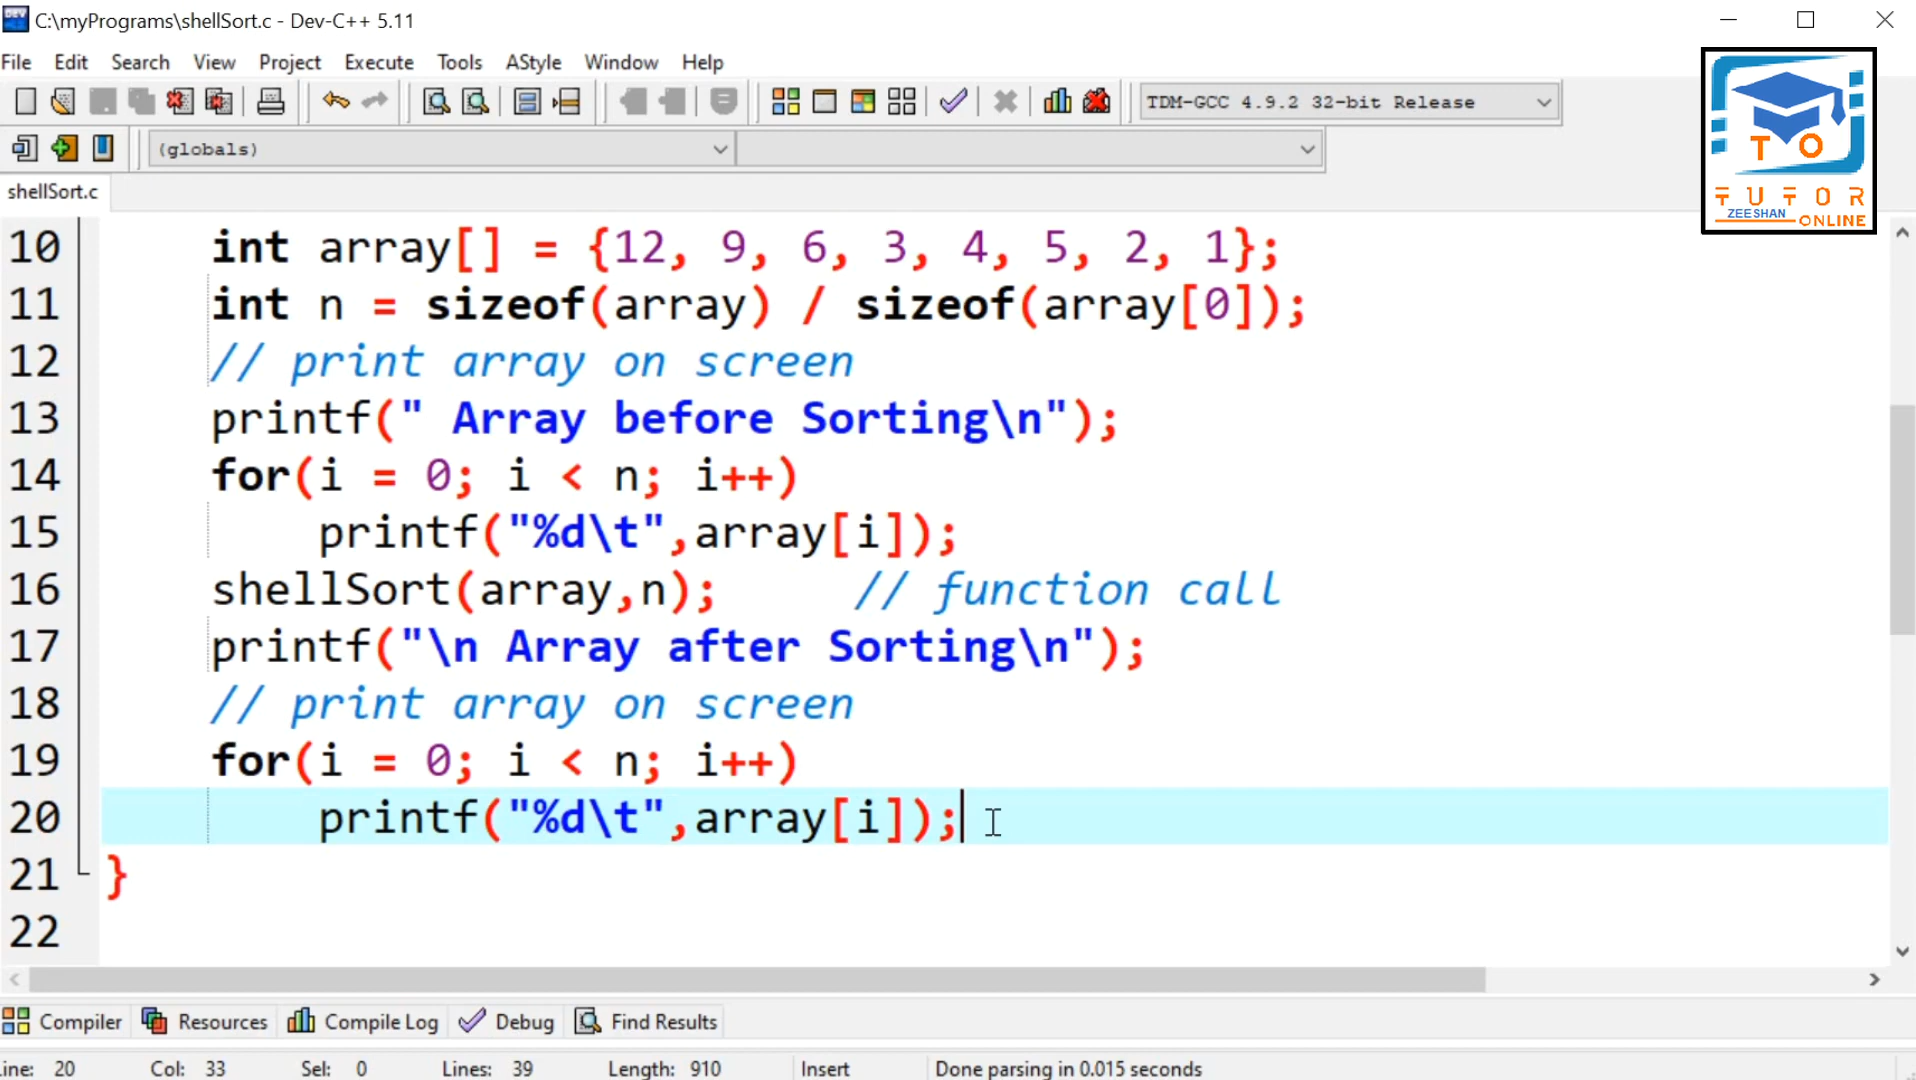 C:\myPrograms\shellSort.c - Dev-C++ 5.11
File Edit Search View Project Execute Tools AStyle Window Help
TDM-GCC 4.9.2 32-bit Release
(globals)
T O
TUTOR
ZEESHAN
ONLINE
shellSort.c
10 int array[] = {12, 9, 6, 3, 4, 5, 2, 1};
11 int n = sizeof(array) / sizeof(array[0]);
12 // print array on screen
13 printf(" Array before Sorting\n");
14 for(i = 0; i < n; i++)
15 printf("%d\t",array[i]);
16 shellSort(array,n); // function call
17 printf("\n Array after Sorting\n");
18 // print array on screen
19 for(i = 0; i < n; i++)
20 printf("%d\t",array[i]);
21 }
22
Compiler Resources Compile Log Debug Find Results
ine: 20 Col: 33 Sel: 0 Lines: 39 Length: 910 Insert Done parsing in 0.015 seconds